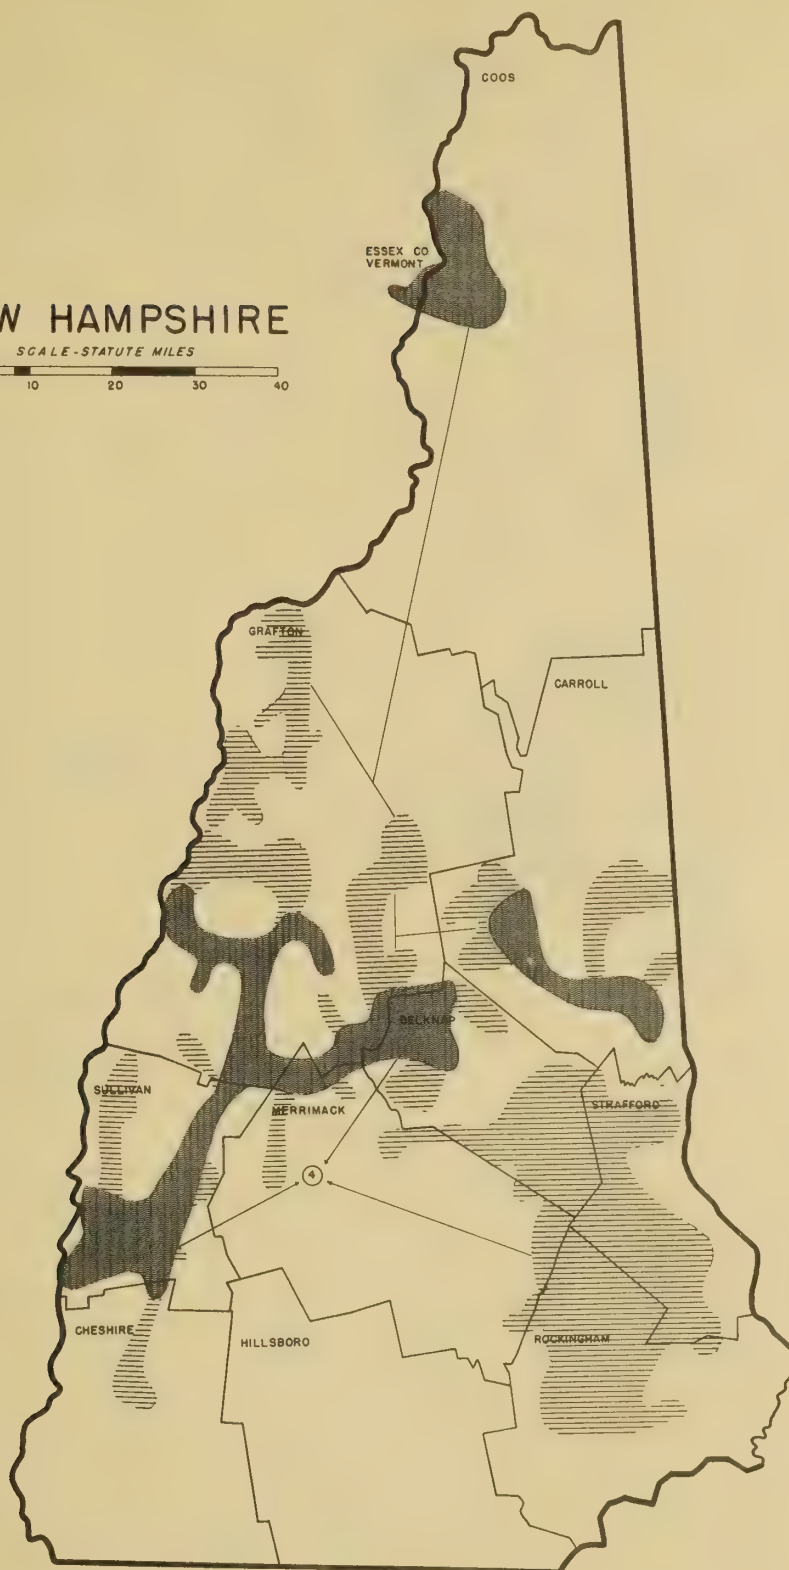 COOS
ESSEX CO
VERMONT
W HAMPSHIRE
SCALE-STATUTE MILES
10 20 30 40
GRAFTON
CARROLL
BELKNAP
SULLIVAN
MERRIMACK
STRAFFORD
4
CHESHIRE
HILLSBORO
ROCKINGHAM